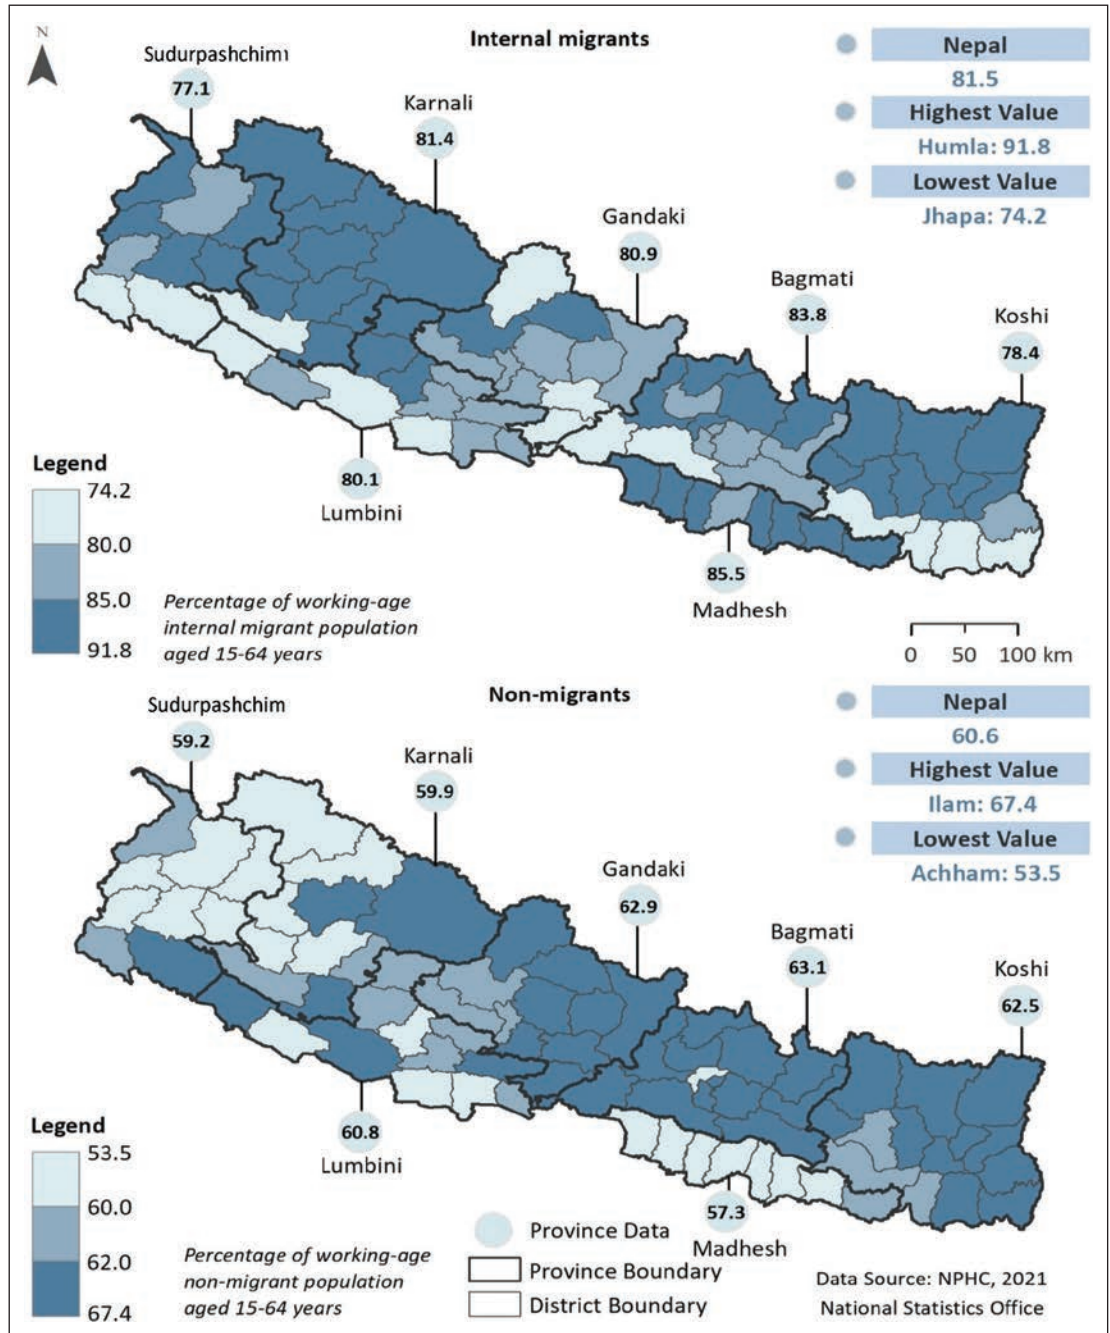 N
Internal migrants
Nepal
81.5
Highest Value
Humla: 91.8
Lowest Value
Jhapa: 74.2
Sudurpashchim
77.1
Karnali
81.4
Gandaki
80.9
Bagmati
83.8
Koshi
78.4
80.1
Lumbini
85.5
Madhesh
Legend
74.2
80.0
85.0
91.8
Percentage of working-age
internal migrant population
aged 15-64 years
0 50 100 km
Non-migrants
Nepal
60.6
Highest Value
Ilam: 67.4
Lowest Value
Achham: 53.5
Sudurpashchim
59.2
Karnali
59.9
Gandaki
62.9
Bagmati
63.1
Koshi
62.5
60.8
Lumbini
57.3
Madhesh
Legend
53.5
60.0
62.0
67.4
Percentage of working-age
non-migrant population
aged 15-64 years
Province Data
Province Boundary
District Boundary
Data Source: NPHC, 2021
National Statistics Office